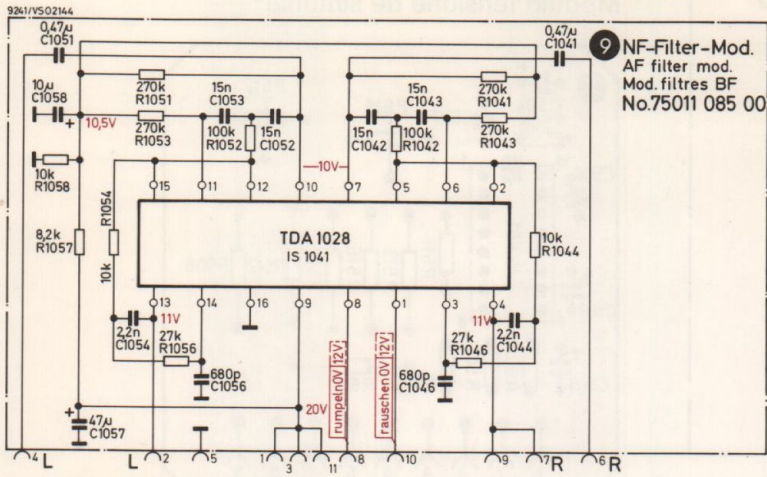 9241/VS02144
0,47µ
C1051
0,47µ
C1041
9 NF-Filter-Mod.
AF filter mod.
Mod. filtres BF
No.75011 085 00
10µ
C1058
270k
R1051
15n
C1053
15n
C1043
270k
R1041
10,5V
270k
R1053
100k
R1052
15n
C1052
15n
C1042
100k
R1042
270k
R1043
10k
R1058
10V
15
11
12
10
7
5
6
2
R1054
10k
8,2k
R1057
TDA 1028
IS 1041
10k
R1044
13
14
16
9
8
1
3
4
11V
11V
2,2n
C1054
27k
R1056
27k
R1046
2,2n
C1044
680p
C1056
680p
C1046
rumpeln 0V 12V
rauschen 0V 12V
20V
47µ
C1057
4 L
L 2
5
1
3
11
8
10
9
7 R
6 R